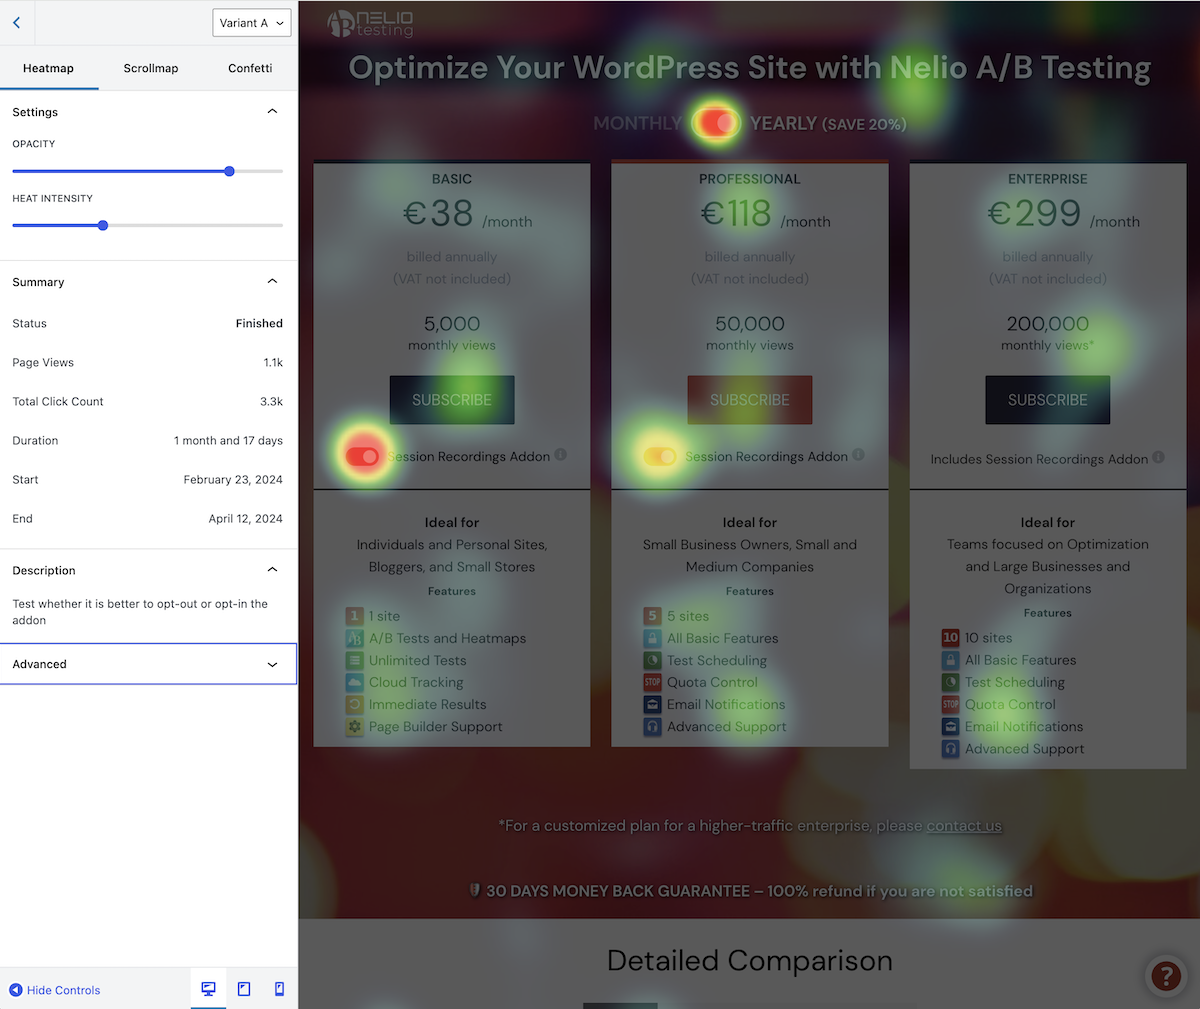 Variant A
Heatmap
Scrollmap
Confetti
Settings
OPACITY
HEAT INTENSITY
Summary
Status Finished
Page Views 1.1k
Total Click Count 3.3k
Duration 1 month and 17 days
Start February 23, 2024
End April 12, 2024
Description
Test whether it is better to opt-out or opt-in the
addon
Advanced
Hide Controls
NELIO
testing
Optimize Your WordPress Site with Nelio A/B Testing
MONTHLY YEARLY (SAVE 20%)
BASIC
€38 /month
billed annually
(VAT not included)
5,000
monthly views
SUBSCRIBE
Session Recordings Addon
Ideal for
Individuals and Personal Sites,
Bloggers, and Small Stores
Features
1 1 site
A/B Tests and Heatmaps
Unlimited Tests
Cloud Tracking
Immediate Results
Page Builder Support
PROFESSIONAL
€118 /month
billed annually
(VAT not included)
50,000
monthly views
SUBSCRIBE
Session Recordings Addon
Ideal for
Small Business Owners, Small and
Medium Companies
Features
5 5 sites
All Basic Features
Test Scheduling
STOP Quota Control
Email Notifications
Advanced Support
ENTERPRISE
€299 /month
billed annually
(VAT not included)
200,000
monthly views*
SUBSCRIBE
Includes Session Recordings Addon
Ideal for
Teams focused on Optimization
and Large Businesses and
Organizations
Features
10 10 sites
All Basic Features
Test Scheduling
STOP Quota Control
Email Notifications
Advanced Support
*For a customized plan for a higher-traffic enterprise, please contact us
30 DAYS MONEY BACK GUARANTEE – 100% refund if you are not satisfied
Detailed Comparison
?